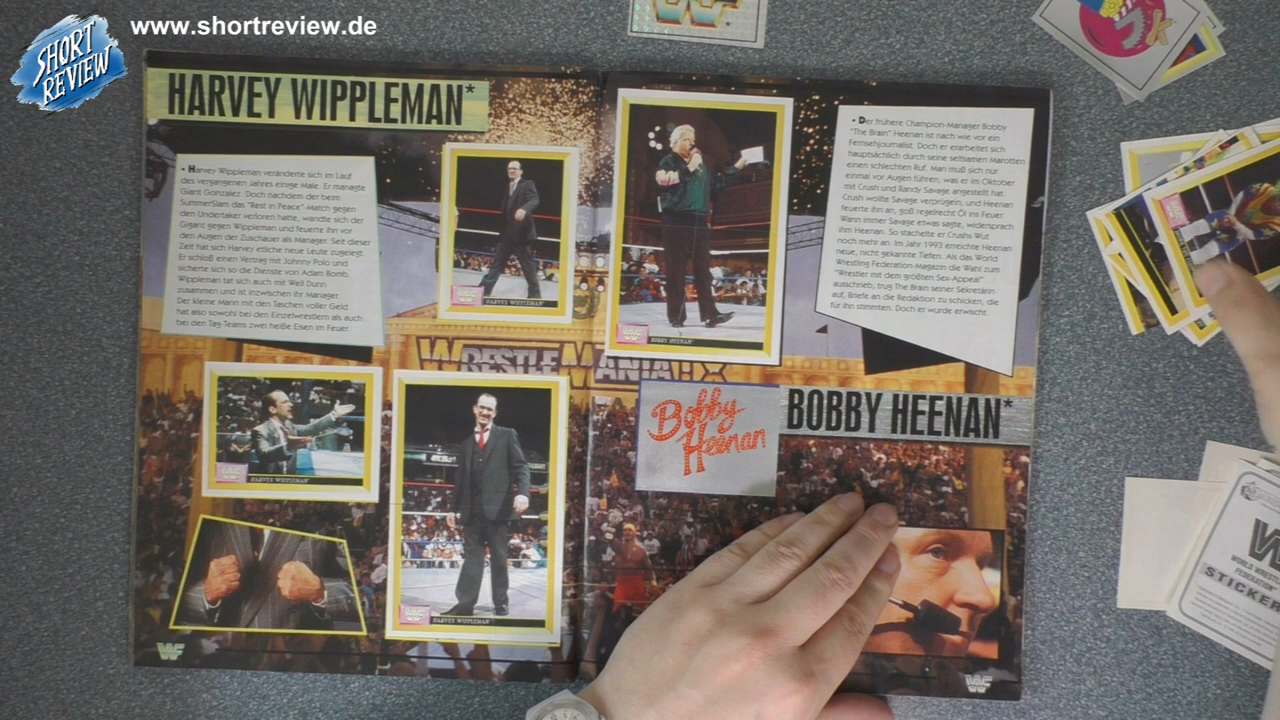 www.shortreview.de
SHORT
REVIEW
HARVEY WIPPLEMAN*
• Harvey Wippleman veränderte sich im Lauf
des vergangenen Jahres einige Male. Er managte
Giant Gonzalez. Doch nachdem der beim
SummerSlam das "Rest in Peace"-Match gegen
den Undertaker verloren hatte, wandte sich der
Gigant gegen Wippleman und feuerte ihn vor
den Augen der Zuschauer als Manager. Seit dieser
Zeit hat sich Harvey etliche neue Leute zugelegt.
Er schloß einen Vertrag mit Johnny Polo und
sicherte sich so die Dienste von Adam Bomb.
Wippleman tat sich auch mit Well Dunn
zusammen und ist inzwischen ihr Manager.
Der kleine Mann mit den Taschen voller Geld
hat also sowohl bei den Einzelwrestlern als auch
bei den Tag-Teams zwei heiße Eisen im Feuer.
HARVEY WIPPLEMAN
HARVEY WIPPLEMAN
HARVEY WIPPLEMAN
WRESTLEMANIA IX
BOBBY HEENAN
• Der frühere Champion-Manager Bobby
"The Brain" Heenan ist nach wie vor ein
Fernsehjournalist. Doch er erarbeitet sich
hauptsächlich durch seine seltsamen Marotten
einen schlechten Ruf. Man muß sich nur
einmal vor Augen führen, was er im Oktober
mit Crush und Randy Savage angestellt hat.
Crush wollte Savage verprügeln, und Heenan
feuerte ihn an, goß regelrecht Öl ins Feuer.
Wann immer Savage etwas sagte, widersprach
ihm Heenan. So stachelte er Crushs Wut
noch mehr an. Im Jahr 1993 erreichte Heenan
neue, nicht gekannte Tiefen. Als das World
Wrestling Federation-Magazin die Wahl zum
"Wrestler mit dem größten Sex-Appeal"
ausschrieb, trug The Brain seiner Sekretärin
auf, Briefe an die Redaktion zu schicken, die
für ihn stimmten. Doch er wurde erwischt.
Bobby
Heenan
BOBBY HEENAN*
WORLD WREST
FEDERATION
STICKER